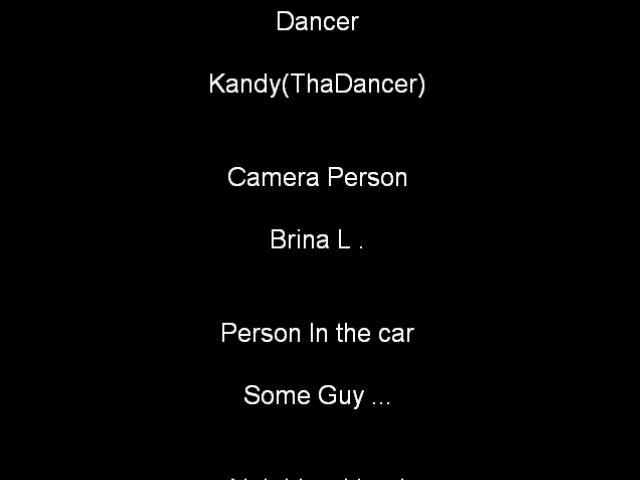 Dancer
Kandy(ThaDancer)
Camera Person
Brina L .
Person In the car
Some Guy ...